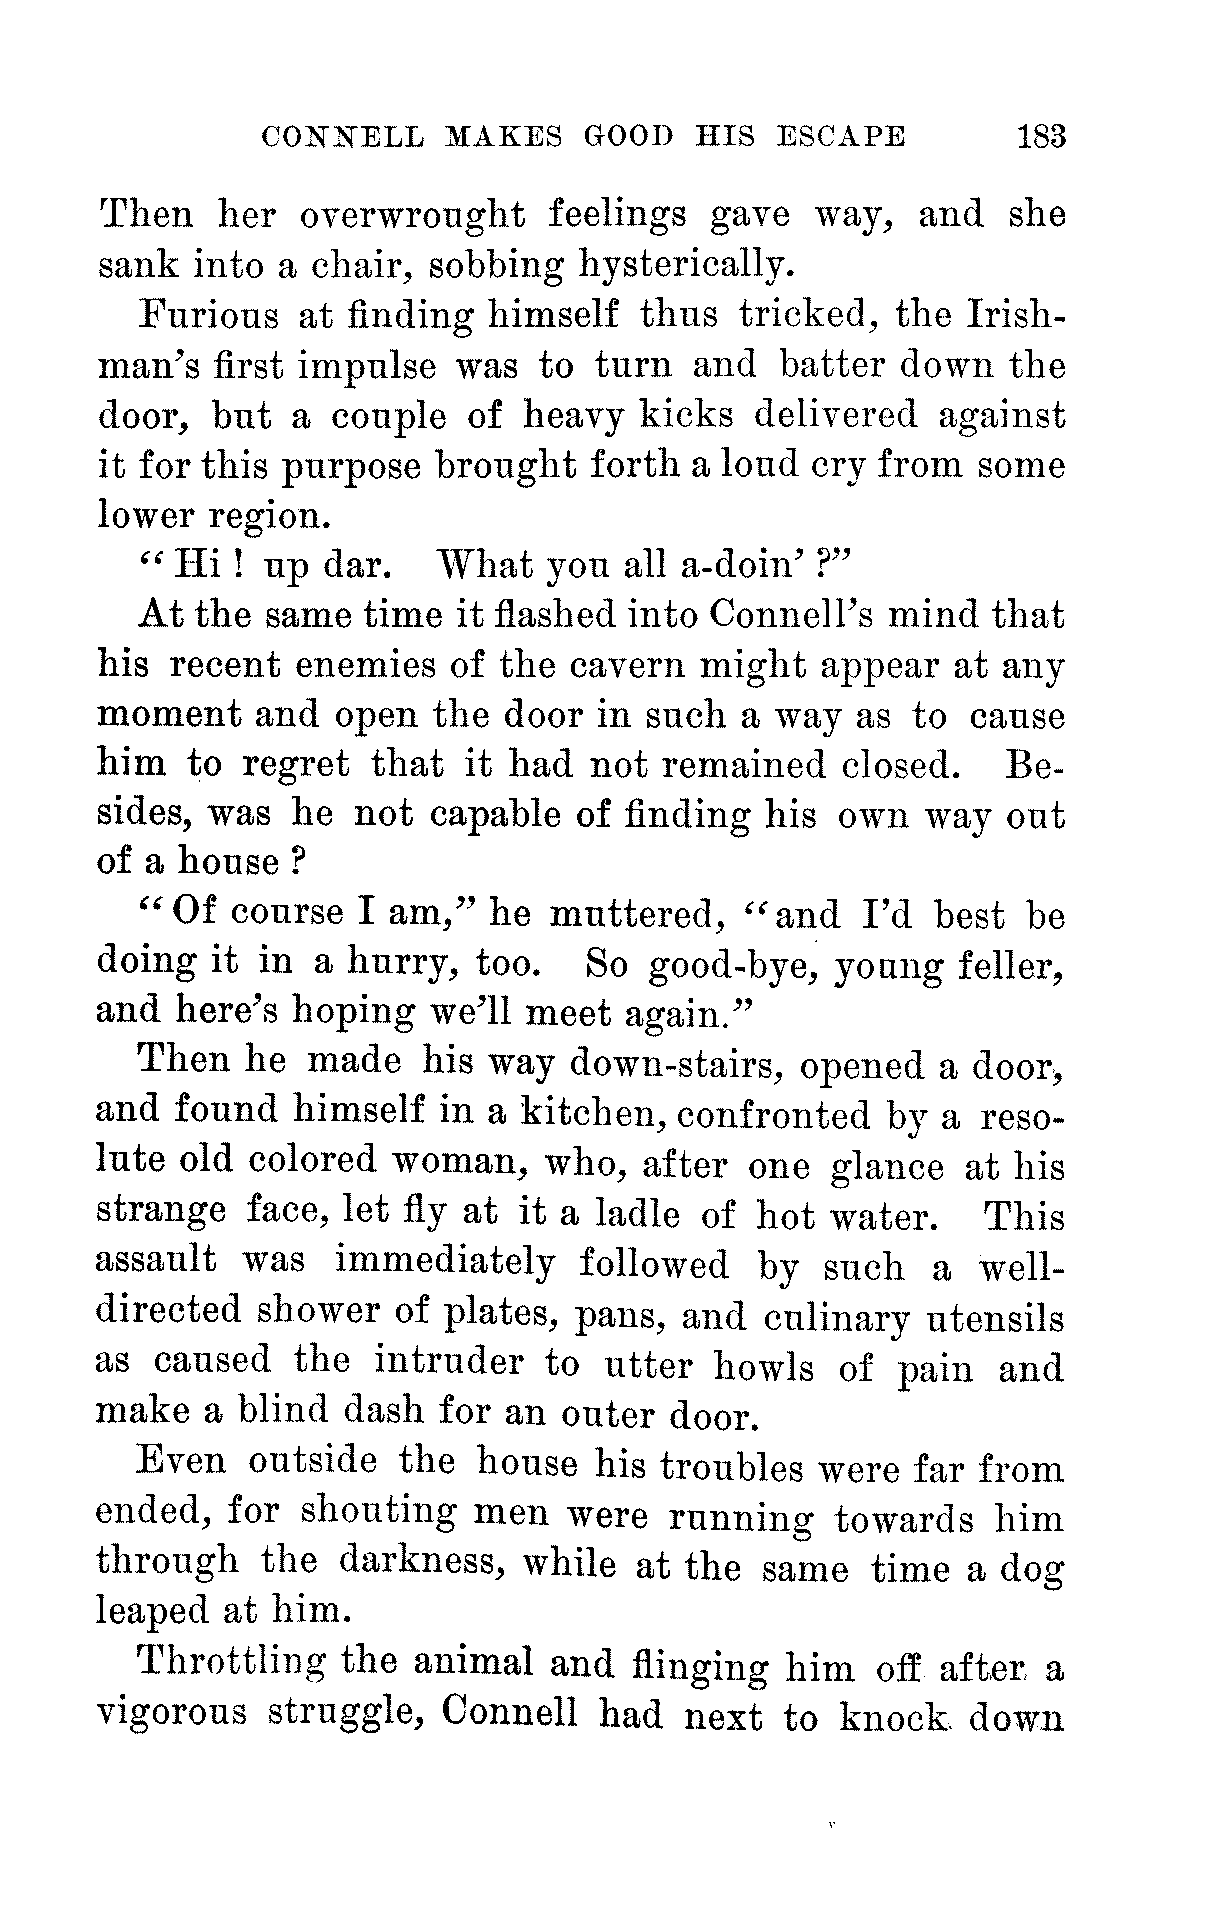 CONNELL MAKES GOOD HIS ESCAPE 183
Then her overwrought feelings gave way, and she
sank into a chair, sobbing hysterically.
Furious at finding himself thus tricked, the Irish-
man's first impulse was to turn and batter down the
door, but a couple of heavy kicks delivered against
it for this purpose brought forth a loud cry from some
lower region.
“Hi! up dar. What you all a-doin'?”
At the same time it flashed into Connell's mind that
his recent enemies of the cavern might appear at any
moment and open the door in such a way as to cause
him to regret that it had not remained closed. Be-
sides, was he not capable of finding his own way out
of a house?
“Of course I am,” he muttered, “and I'd best be
doing it in a hurry, too. So good-bye, young feller,
and here's hoping we'll meet again.”
Then he made his way down-stairs, opened a door,
and found himself in a kitchen, confronted by a reso-
lute old colored woman, who, after one glance at his
strange face, let fly at it a ladle of hot water. This
assault was immediately followed by such a well-
directed shower of plates, pans, and culinary utensils
as caused the intruder to utter howls of pain and
make a blind dash for an outer door.
Even outside the house his troubles were far from
ended, for shouting men were running towards him
through the darkness, while at the same time a dog
leaped at him.
Throttling the animal and flinging him off after a
vigorous struggle, Connell had next to knock down